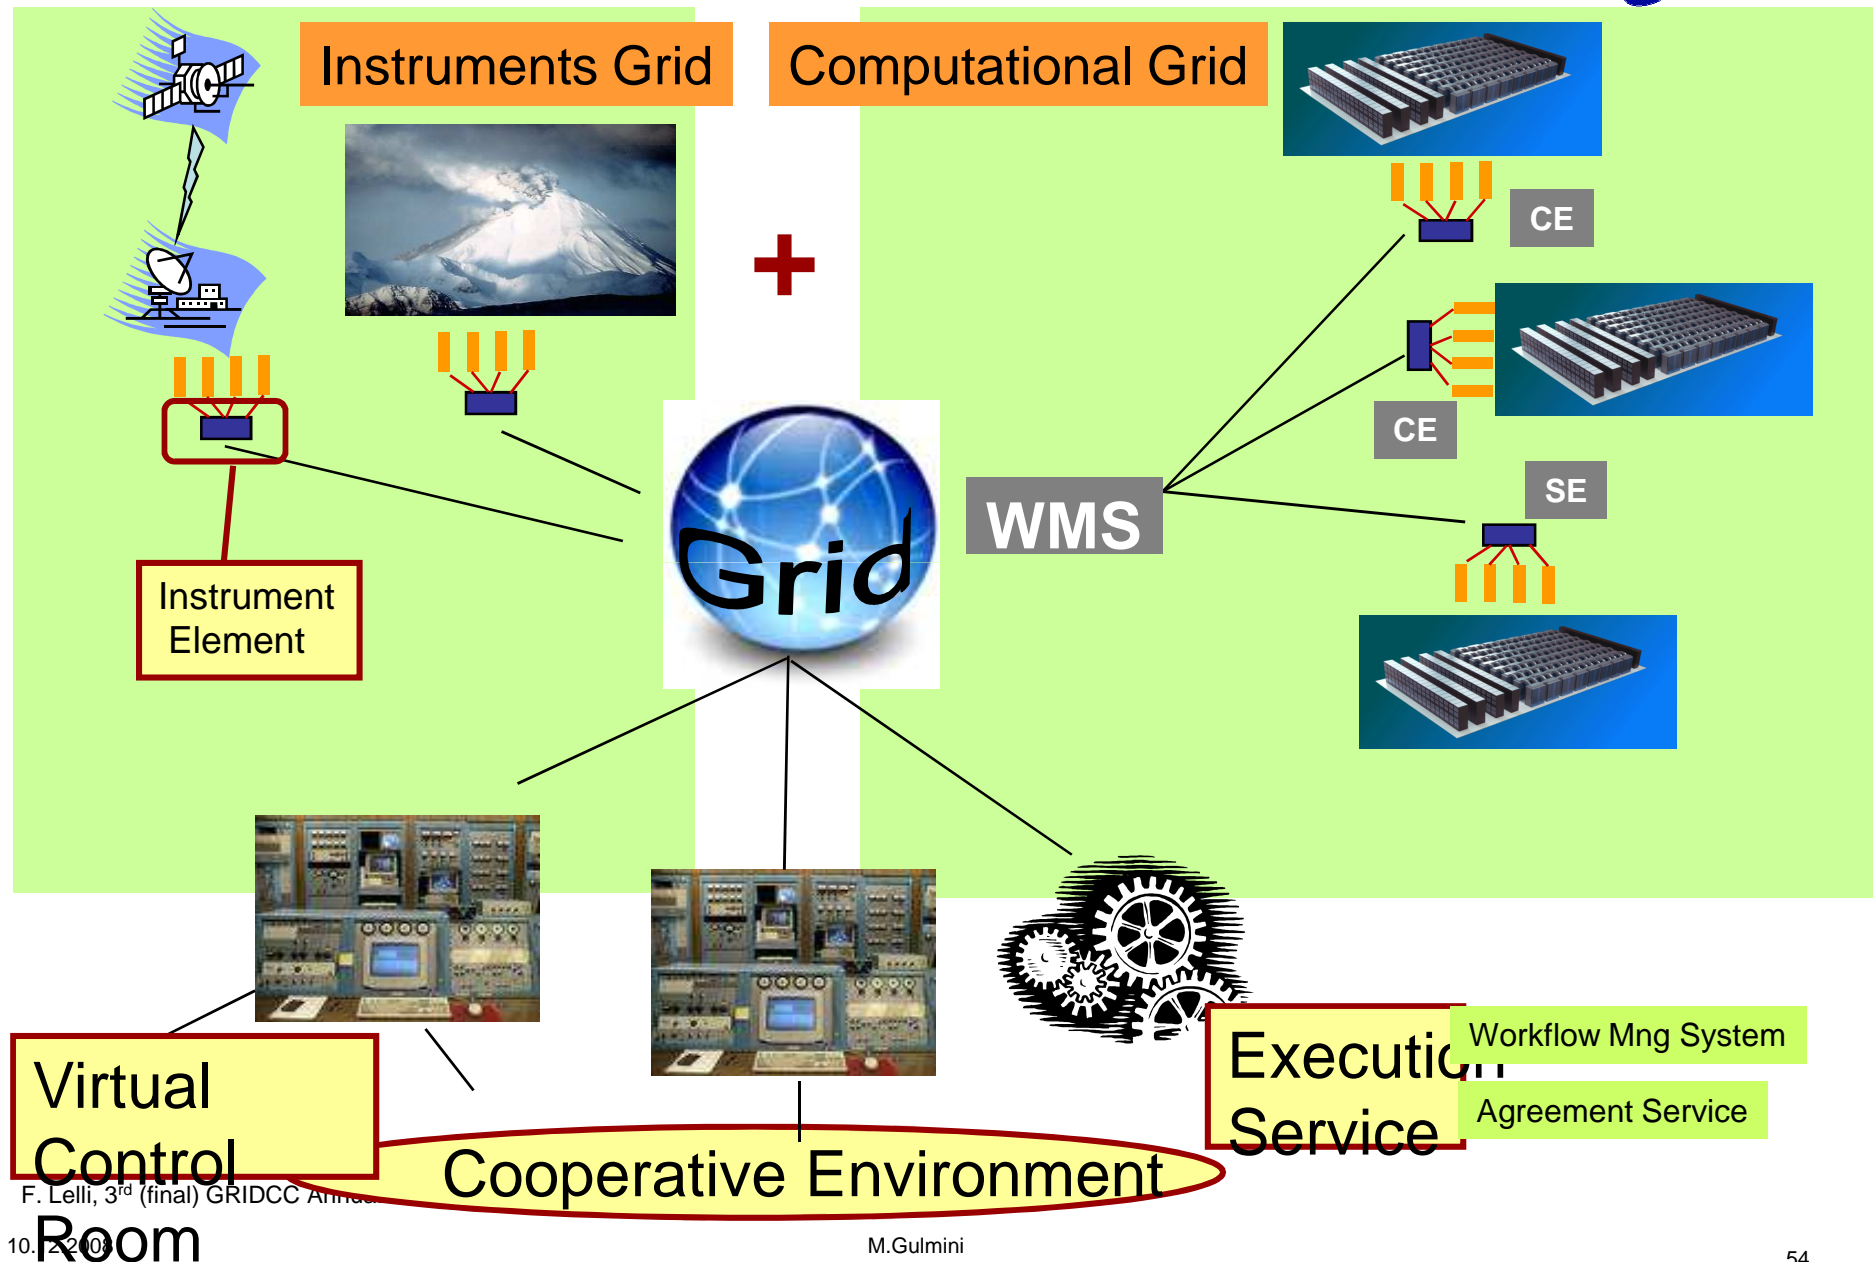 Instruments Grid
Computational Grid
CE
CE
SE
WMS
Grid
Instrument
Element
Virtual
Control
Room
Cooperative Environment
Execution
Service
Workflow Mng System
Agreement Service
F. Lelli, 3rd (final) GRIDCC
M.Gulmini
54